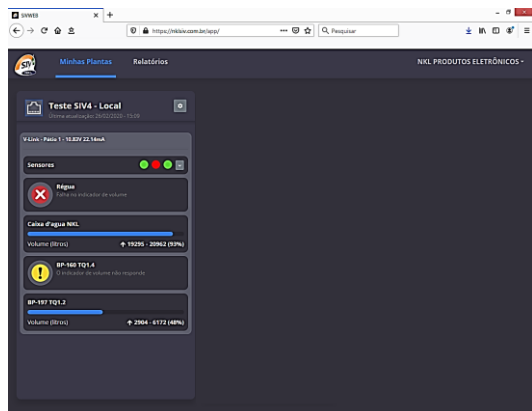 SIVWEB
https://nklsiv.com.br/app/
Pesquisar
SIV
Minhas Plantas
Relatórios
NKL PRODUTOS ELETRÔNICOS
Teste SIV4 - Local
Última atualização: 26/02/2020 - 15:09
V-Link - Pátio 1 - 10.83V 22.14mA
Sensores
Régua
Falha no indicador de volume
Caixa d'agua NKL
Volume (litros)
19295 - 20962 (93%)
BP-160 TQ1.4
O indicador de volume não responde
BP-197 TQ1.2
Volume (litros)
2904 - 6172 (48%)